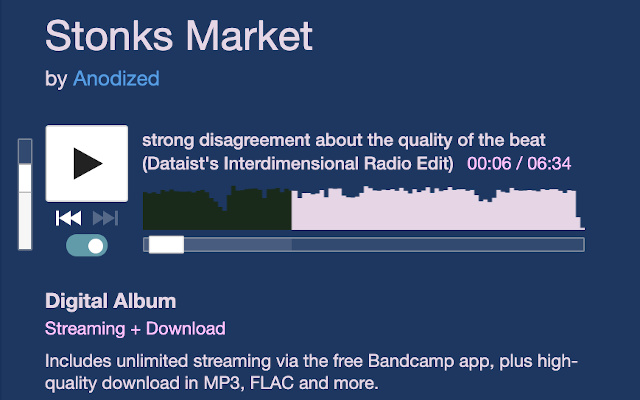 Stonks Market
by Anodized
strong disagreement about the quality of the beat
(Dataist's Interdimensional Radio Edit) 00:06 / 06:34
Digital Album
Streaming + Download
Includes unlimited streaming via the free Bandcamp app, plus high-
quality download in MP3, FLAC and more.